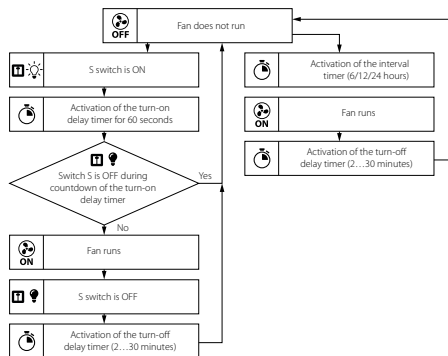 OFF
Fan does not run
S switch is ON
Activation of the turn-on
delay timer for 60 seconds
Switch S is OFF during
countdown of the turn-on
delay timer
Yes
No
ON
Fan runs
S switch is OFF
Activation of the turn-off
delay timer (2...30 minutes)
Activation of the interval
timer (6/12/24 hours)
ON
Fan runs
Activation of the turn-off
delay timer (2...30 minutes)